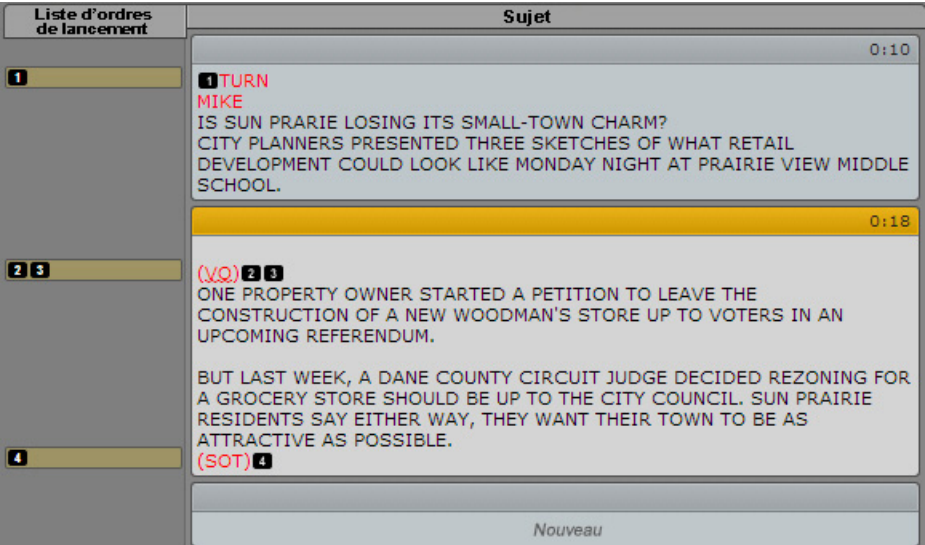 Liste d'ordres
de lancement
Sujet
0:10
1
1TURN
MIKE
IS SUN PRARIE LOSING ITS SMALL-TOWN CHARM?
CITY PLANNERS PRESENTED THREE SKETCHES OF WHAT RETAIL
DEVELOPMENT COULD LOOK LIKE MONDAY NIGHT AT PRAIRIE VIEW MIDDLE
SCHOOL.
0:18
2 3
(VO)2 3
ONE PROPERTY OWNER STARTED A PETITION TO LEAVE THE
CONSTRUCTION OF A NEW WOODMAN'S STORE UP TO VOTERS IN AN
UPCOMING REFERENDUM.
BUT LAST WEEK, A DANE COUNTY CIRCUIT JUDGE DECIDED REZONING FOR
A GROCERY STORE SHOULD BE UP TO THE CITY COUNCIL. SUN PRAIRIE
RESIDENTS SAY EITHER WAY, THEY WANT THEIR TOWN TO BE AS
ATTRACTIVE AS POSSIBLE.
4
(SOT)4
Nouveau